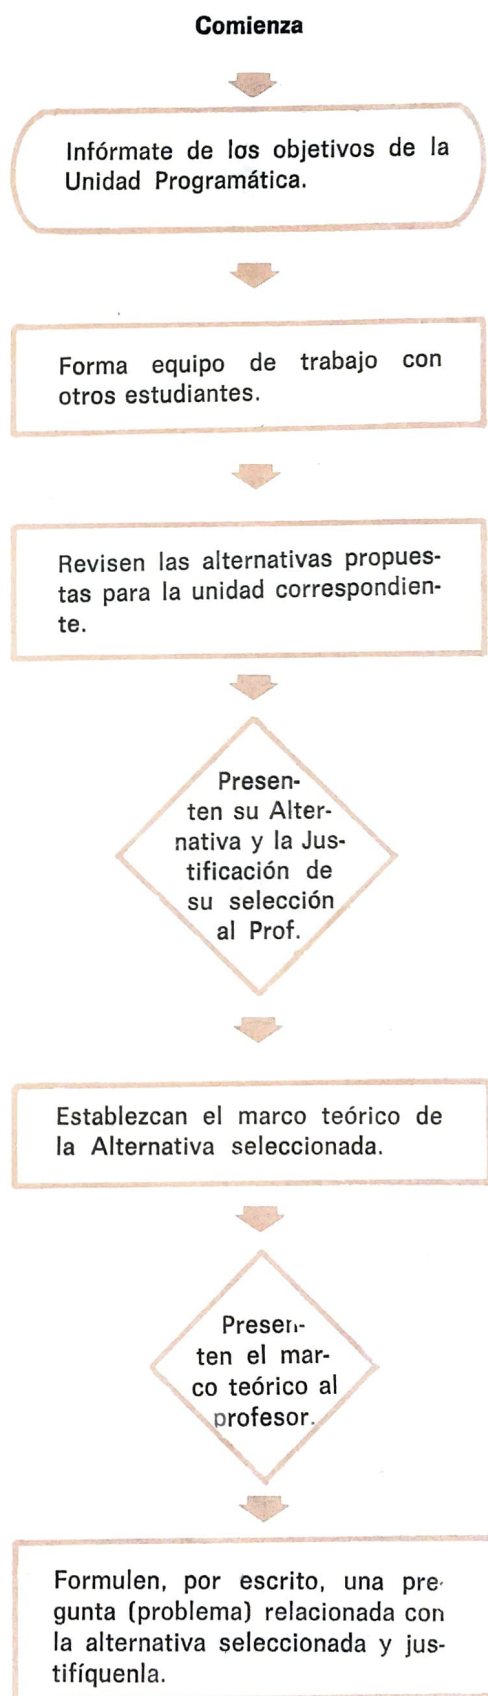 Comienza
Infórmate de los objetivos de la
Unidad Programática.
Forma equipo de trabajo con
otros estudiantes.
Revisen las alternativas propues-
tas para la unidad correspondien-
te.
Presen-
ten su Alter-
nativa y la Jus-
tificación de
su selección
al Prof.
Establezcan el marco teórico de
la Alternativa seleccionada.
Presen-
ten el mar-
co teórico al
profesor.
Formulen, por escrito, una pre-
gunta (problema) relacionada con
la alternativa seleccionada y jus-
tifíquenla.